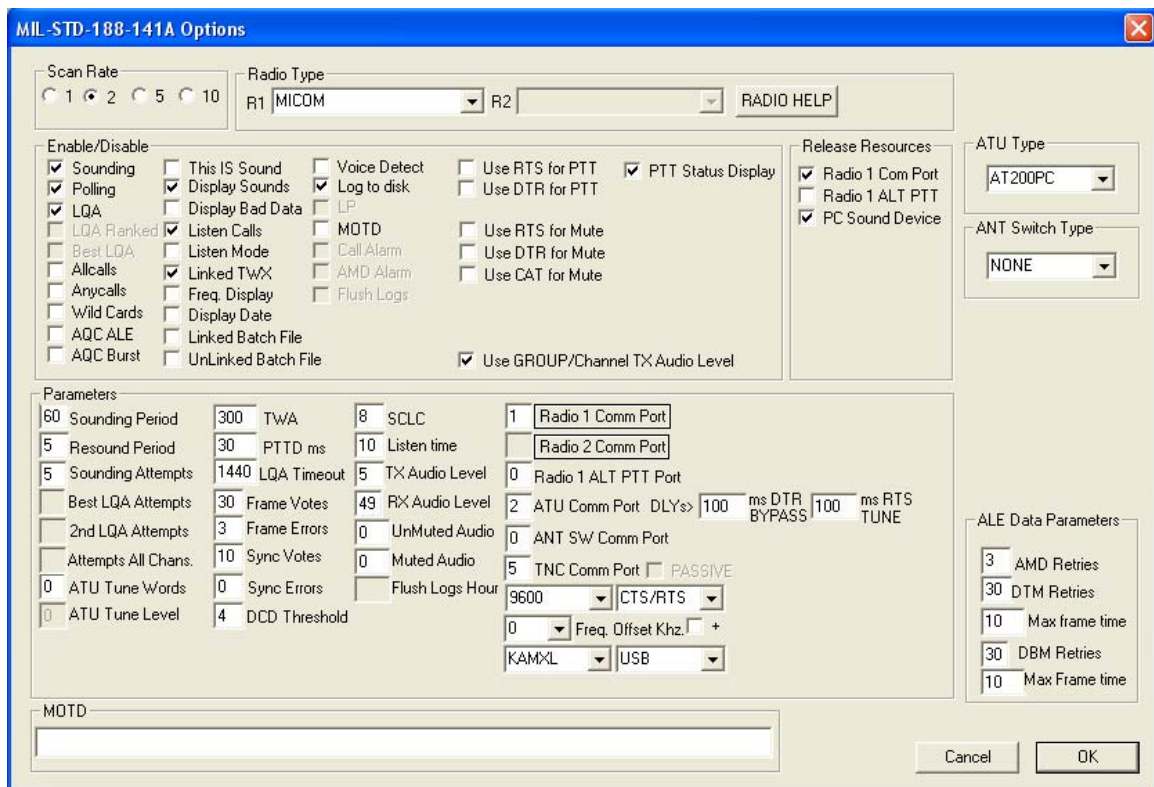 MIL-STD-188-141A Options
Scan Rate
1 2 5 10
Radio Type
R1 MICOM R2 RADIO HELP
Enable/Disable
Sounding
Polling
LQA
LQA Ranked
Best LQA
Allcalls
Anycalls
Wild Cards
AQC ALE
AQC Burst
This IS Sound
Display Sounds
Display Bad Data
Listen Calls
Listen Mode
Linked TWX
Freq. Display
Display Date
Linked Batch File
UnLinked Batch File
Voice Detect
Log to disk
LP
MOTD
Call Alarm
AMD Alarm
Flush Logs
Use RTS for PTT
Use DTR for PTT
Use RTS for Mute
Use DTR for Mute
Use CAT for Mute
Use GROUP/Channel TX Audio Level
PTT Status Display
Release Resources
Radio 1 Com Port
Radio 1 ALT PTT
PC Sound Device
ATU Type
AT200PC
ANT Switch Type
NONE
Parameters
60 Sounding Period
5 Resound Period
5 Sounding Attempts
Best LQA Attempts
2nd LQA Attempts
Attempts All Chans.
0 ATU Tune Words
0 ATU Tune Level
300 TWA
30 PTTD ms
1440 LQA Timeout
30 Frame Votes
3 Frame Errors
10 Sync Votes
0 Sync Errors
4 DCD Threshold
8 SCLC
10 Listen time
5 TX Audio Level
49 RX Audio Level
0 UnMuted Audio
0 Muted Audio
Flush Logs Hour
1 Radio 1 Comm Port
Radio 2 Comm Port
0 Radio 1 ALT PTT Port
2 ATU Comm Port DLYs> 100 ms DTR BYPASS 100 ms RTS TUNE
0 ANT SW Comm Port
5 TNC Comm Port PASSIVE
9600 CTS/RTS
0 Freq. Offset Khz. +
KAMXL USB
ALE Data Parameters
3 AMD Retries
30 DTM Retries
10 Max frame time
30 DBM Retries
10 Max Frame time
MOTD
Cancel OK